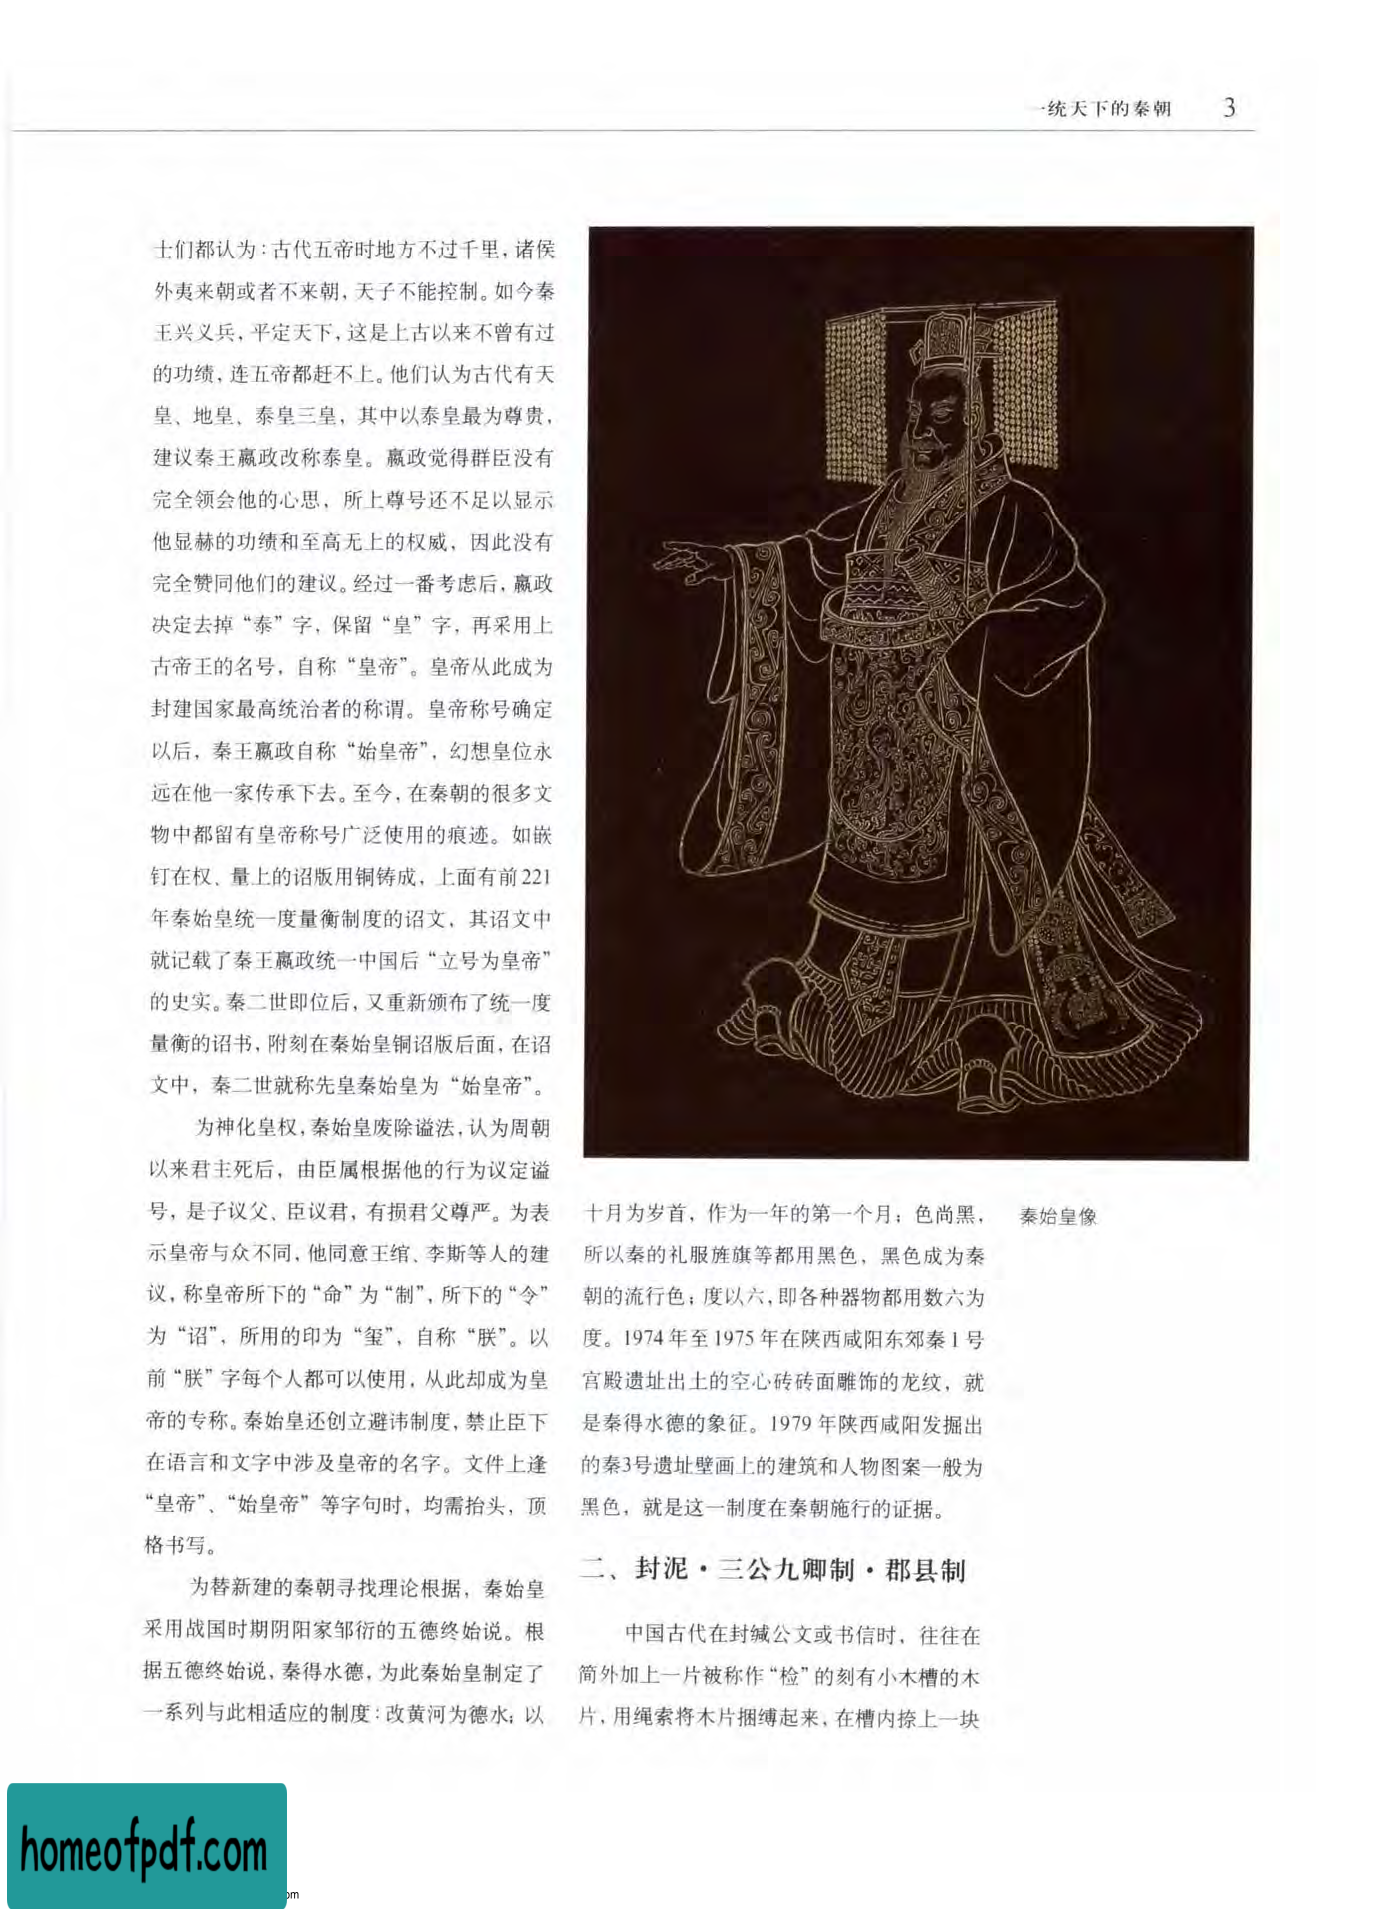 一统天下的秦朝 3
士们都认为：古代五帝时地方不过千里，诸侯
外夷来朝或者不来朝，天子不能控制。如今秦
王兴义兵，平定天下，这是上古以来不曾有过
的功绩，连五帝都赶不上。他们认为古代有天
皇、地皇、泰皇三皇，其中以泰皇最为尊贵，
建议秦王嬴政改称泰皇。嬴政觉得群臣没有
完全领会他的心思，所上尊号还不足以显示
他显赫的功绩和至高无上的权威，因此没有
完全赞同他们的建议。经过一番考虑后，嬴政
决定去掉“泰”字，保留“皇”字，再采用上
古帝王的名号，自称“皇帝”。皇帝从此成为
封建国家最高统治者的称谓。皇帝称号确定
以后，秦王嬴政自称“始皇帝”，幻想皇位永
远在他一家传承下去。至今，在秦朝的很多文
物中都留有皇帝称号广泛使用的痕迹。如嵌
钉在权、量上的诏版用铜铸成，上面有前221
年秦始皇统一度量衡制度的诏文，其诏文中
就记载了秦王嬴政统一中国后“立号为皇帝”
的史实。秦二世即位后，又重新颁布了统一度
量衡的诏书，附刻在秦始皇铜诏版后面，在诏
文中，秦二世就称先皇秦始皇为“始皇帝”。
为神化皇权，秦始皇废除谥法，认为周朝
以来君主死后，由臣属根据他的行为议定谥
号，是子议父、臣议君，有损君父尊严。为表
示皇帝与众不同，他同意王绾、李斯等人的建
议，称皇帝所下的“命”为“制”，所下的“令”
为“诏”，所用的印为“玺”，自称“朕”。以
前“朕”字每个人都可以使用，从此却成为皇
帝的专称。秦始皇还创立避讳制度，禁止臣下
在语言和文字中涉及皇帝的名字。文件上逢
“皇帝”、“始皇帝”等字句时，均需抬头，顶
格书写。
为替新建的秦朝寻找理论根据，秦始皇
采用战国时期阴阳家邹衍的五德终始说。根
据五德终始说，秦得水德，为此秦始皇制定了
一系列与此相适应的制度：改黄河为德水；以
十月为岁首，作为一年的第一个月；色尚黑，
所以秦的礼服旌旗等都用黑色，黑色成为秦
朝的流行色；度以六，即各种器物都用数六为
度。1974年至1975年在陕西咸阳东郊秦1号
宫殿遗址出土的空心砖砖面雕饰的龙纹，就
是秦得水德的象征。1979年陕西咸阳发掘出
的秦3号遗址壁画上的建筑和人物图案一般为
黑色，就是这一制度在秦朝施行的证据。
秦始皇像
二、封泥·三公九卿制·郡县制
中国古代在封缄公文或书信时，往往在
简外加上一片被称作“检”的刻有小木槽的木
片，用绳索将木片捆缚起来，在槽内捺上一块
homeofpdf.com
om